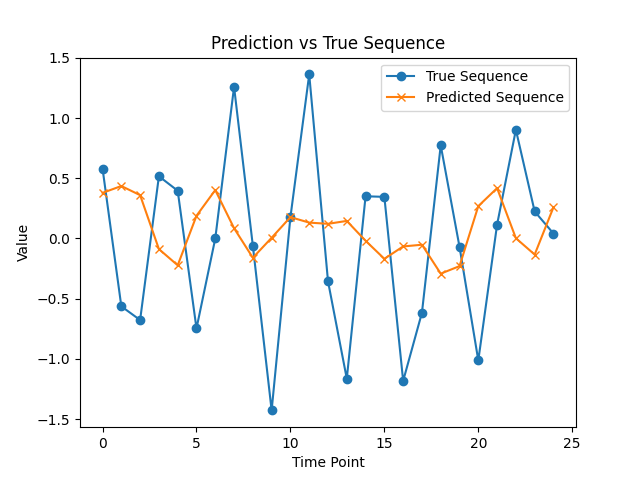 Prediction vs True Sequence
True Sequence
Predicted Sequence
Value
1.5
1.0
0.5
0.0
−0.5
−1.0
−1.5
0 5 10 15 20 25
Time Point